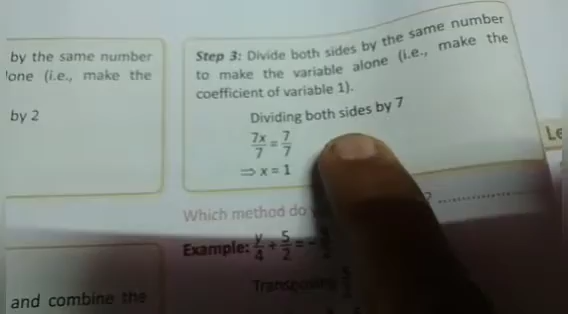 by the same number
lone (i.e., make the
by 2
Step 3: Divide both sides by the same number
to make the variable alone (i.e., make the
coefficient of variable 1).
Dividing both sides by 7
7x/7 = 7/7
⇒ x = 1
Le
Which method do
Example: y/4 + 5/2 = -
Transposing
and combine the